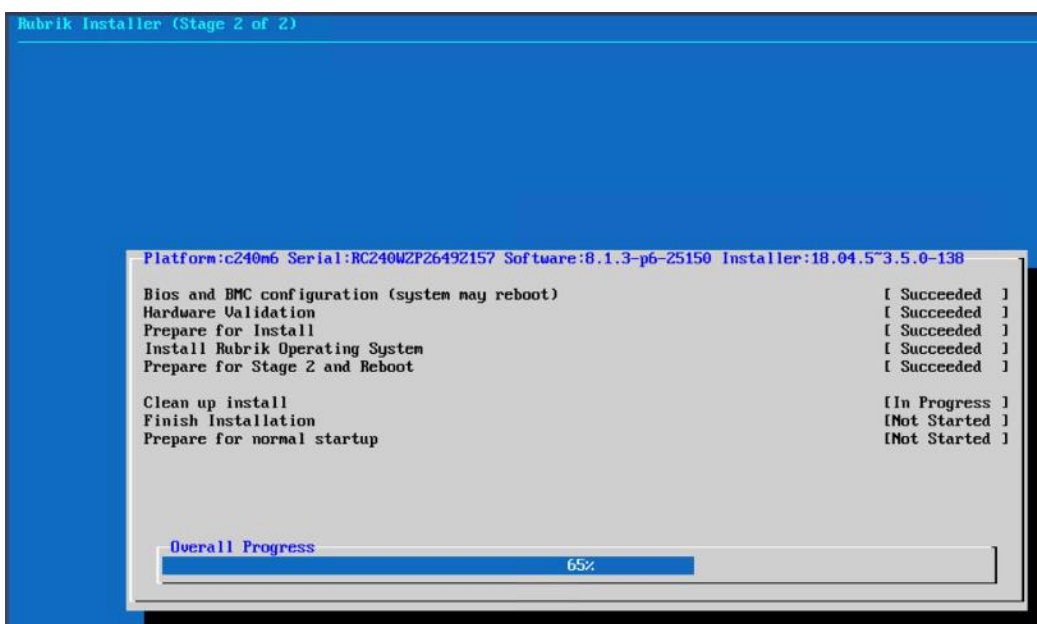 Rubrik Installer (Stage 2 of 2)
Platform:c240m6 Serial:RC240WZP26492157 Software:8.1.3-p6-25150 Installer:18.04.5~3.5.0-138
Bios and BMC configuration (system may reboot) [ Succeeded ]
Hardware Validation [ Succeeded ]
Prepare for Install [ Succeeded ]
Install Rubrik Operating System [ Succeeded ]
Prepare for Stage 2 and Reboot [ Succeeded ]
Clean up install [In Progress ]
Finish Installation [Not Started ]
Prepare for normal startup [Not Started ]
Overall Progress
65%